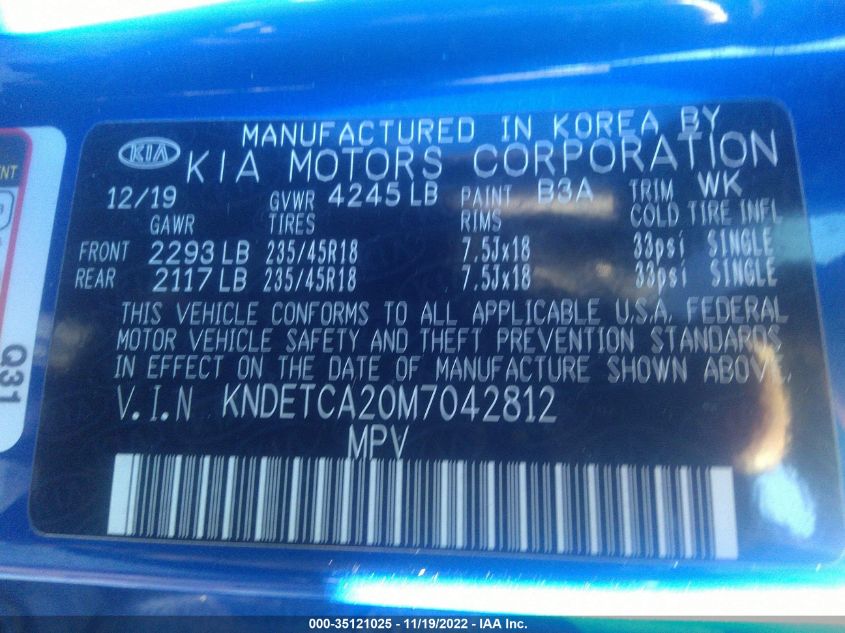 MANUFACTURED IN KOREA BY
KIA KIA MOTORS CORPORATION
12/19 GVWR 4245 LB PAINT B3A TRIM WK
GAWR TIRES RIMS COLD TIRE INFL
FRONT 2293 LB 235/45R18 7.5Jx18 33psi SINGLE
REAR 2117 LB 235/45R18 7.5Jx18 33psi SINGLE
THIS VEHICLE CONFORMS TO ALL APPLICABLE U.S.A. FEDERAL
MOTOR VEHICLE SAFETY AND THEFT PREVENTION STANDARDS
IN EFFECT ON THE DATE OF MANUFACTURE SHOWN ABOVE.
V.I.N KNDETCA20M7042812
MPV
Q31
000-35121025 - 11/19/2022 - IAA Inc.